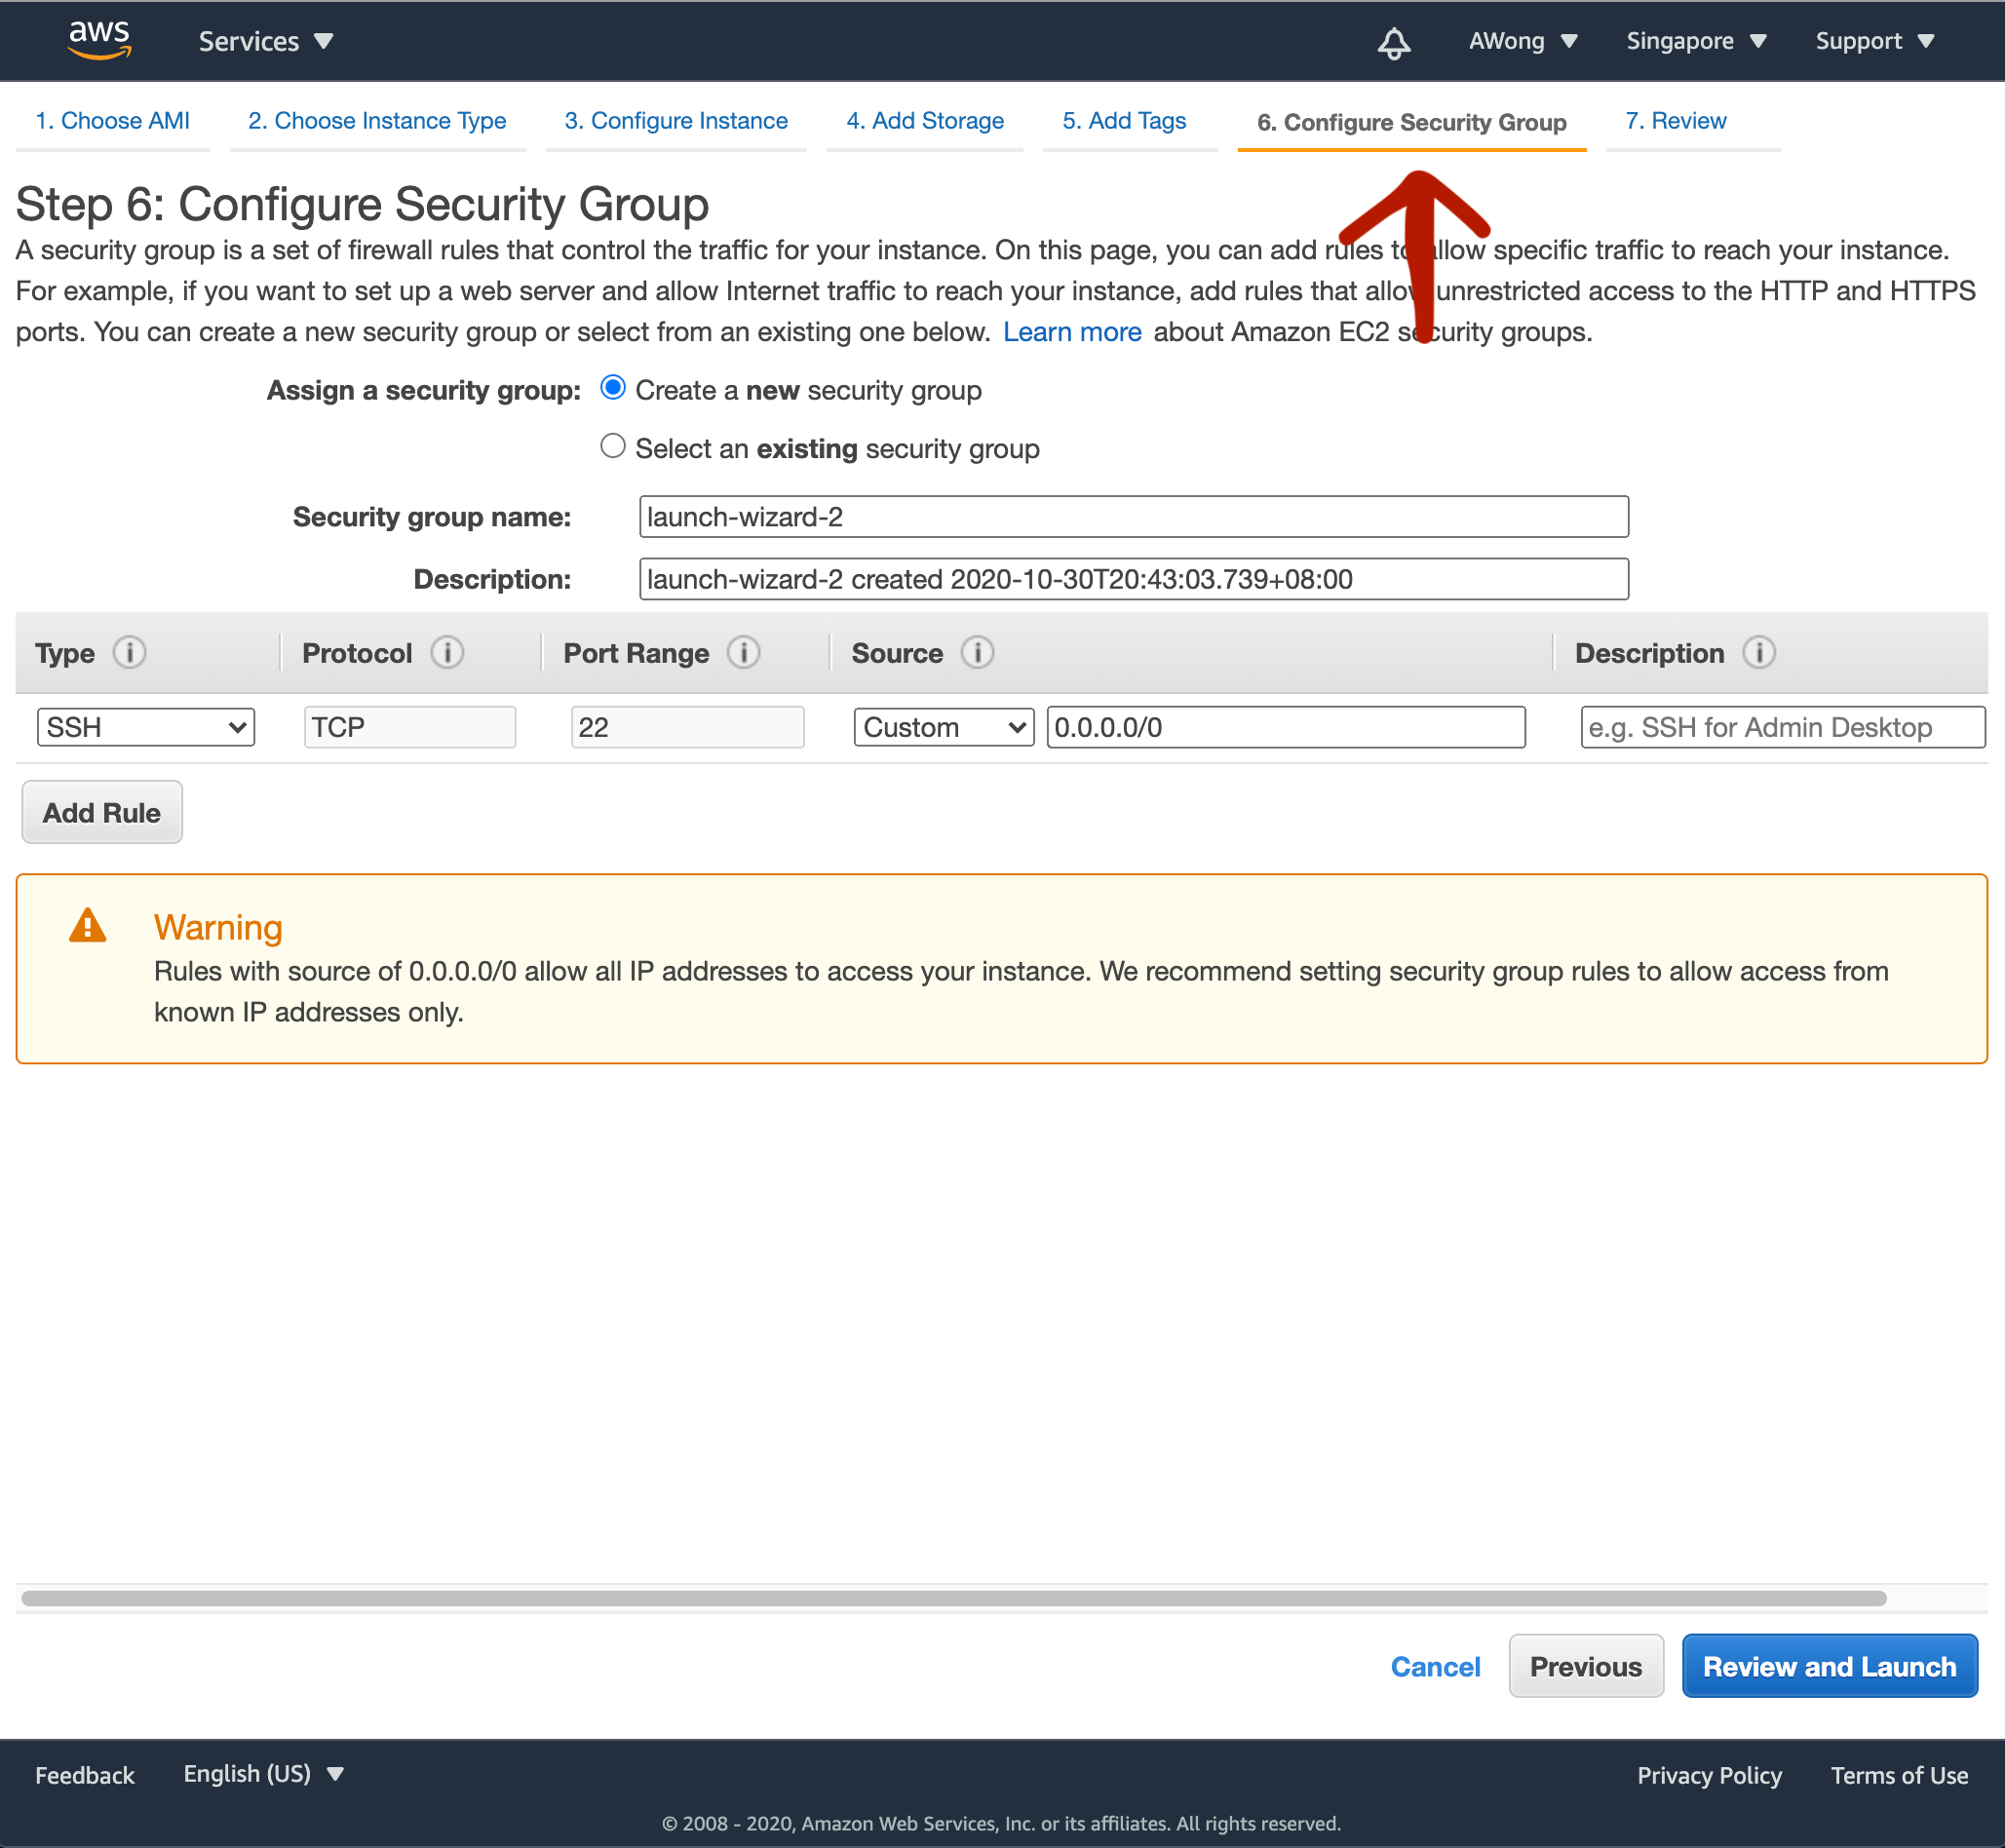 aws Services AWong Singapore Support
1. Choose AMI 2. Choose Instance Type 3. Configure Instance 4. Add Storage 5. Add Tags 6. Configure Security Group 7. Review
Step 6: Configure Security Group
A security group is a set of firewall rules that control the traffic for your instance. On this page, you can add rules to allow specific traffic to reach your instance.
For example, if you want to set up a web server and allow Internet traffic to reach your instance, add rules that allow unrestricted access to the HTTP and HTTPS
ports. You can create a new security group or select from an existing one below. Learn more about Amazon EC2 security groups.
Assign a security group: Create a new security group
Select an existing security group
Security group name: launch-wizard-2
Description: launch-wizard-2 created 2020-10-30T20:43:03.739+08:00
Type i Protocol i Port Range i Source i Description i
SSH TCP 22 Custom 0.0.0.0/0 e.g. SSH for Admin Desktop
Add Rule
Warning
Rules with source of 0.0.0.0/0 allow all IP addresses to access your instance. We recommend setting security group rules to allow access from
known IP addresses only.
Cancel Previous Review and Launch
Feedback English (US) Privacy Policy Terms of Use
© 2008 - 2020, Amazon Web Services, Inc. or its affiliates. All rights reserved.